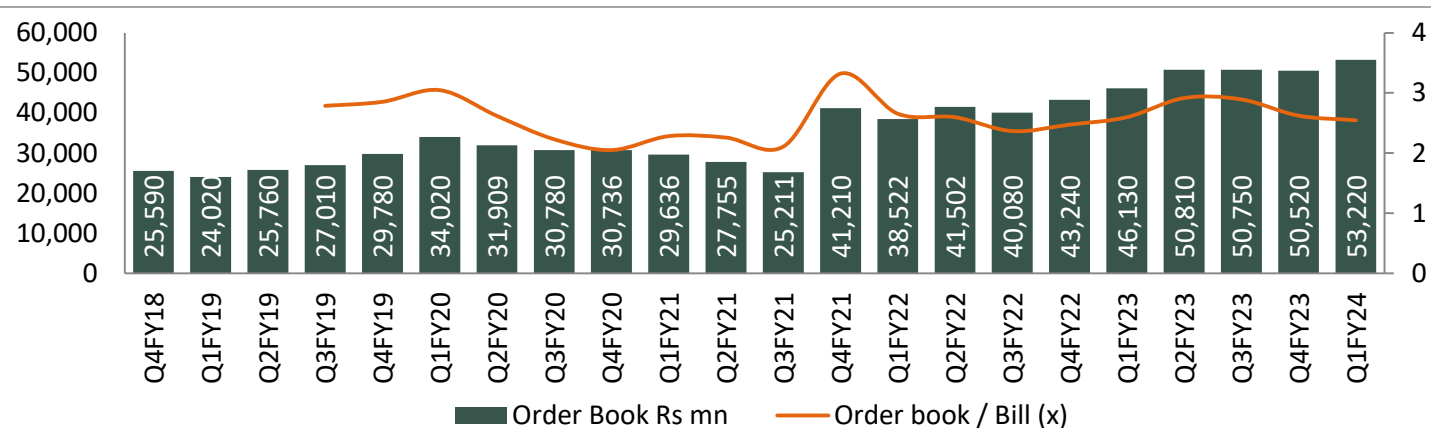 60,000
50,000
40,000
30,000
20,000
10,000
0
4
3
2
1
0
25,590
24,020
25,760
27,010
29,780
34,020
31,909
30,780
30,736
29,636
27,755
25,211
41,210
38,522
41,502
40,080
43,240
46,130
50,810
50,750
50,520
53,220
Q4FY18
Q1FY19
Q2FY19
Q3FY19
Q4FY19
Q1FY20
Q2FY20
Q3FY20
Q4FY20
Q1FY21
Q2FY21
Q3FY21
Q4FY21
Q1FY22
Q2FY22
Q3FY22
Q4FY22
Q1FY23
Q2FY23
Q3FY23
Q4FY23
Q1FY24
Order Book Rs mn
Order book / Bill (x)